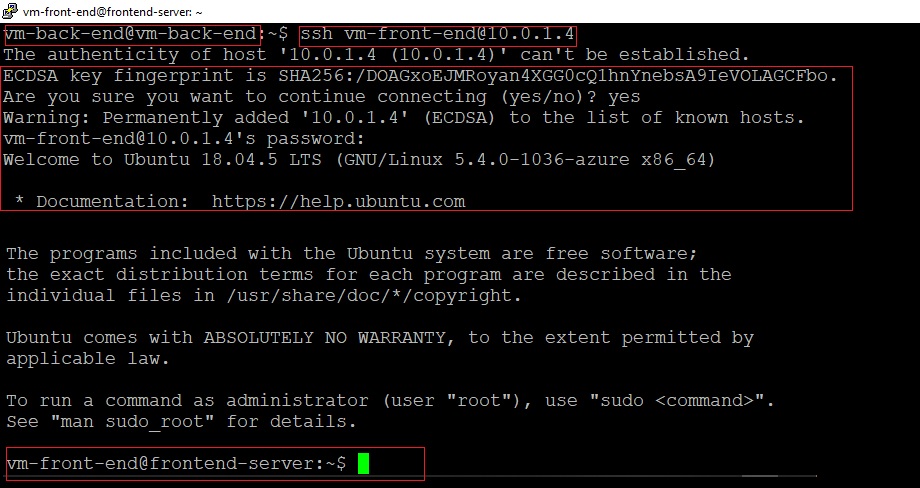 vm-front-end@frontend-server: ~
vm-back-end@vm-back-end:~$ ssh vm-front-end@10.0.1.4
The authenticity of host '10.0.1.4 (10.0.1.4)' can't be established.
ECDSA key fingerprint is SHA256:/DOAGxoEJMRoyan4XGG0cQ1hnYnebsA9IeVOLAGCFbo.
Are you sure you want to continue connecting (yes/no)? yes
Warning: Permanently added '10.0.1.4' (ECDSA) to the list of known hosts.
vm-front-end@10.0.1.4's password:
Welcome to Ubuntu 18.04.5 LTS (GNU/Linux 5.4.0-1036-azure x86_64)
* Documentation:  https://help.ubuntu.com
The programs included with the Ubuntu system are free software;
the exact distribution terms for each program are described in the
individual files in /usr/share/doc/*/copyright.
Ubuntu comes with ABSOLUTELY NO WARRANTY, to the extent permitted by
applicable law.
To run a command as administrator (user "root"), use "sudo <command>".
See "man sudo_root" for details.
vm-front-end@frontend-server:~$